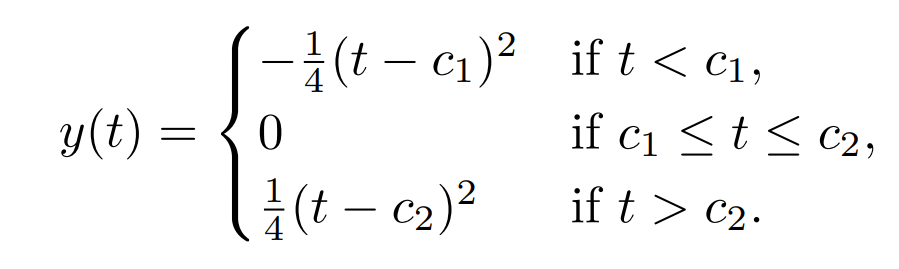 y(t) = { −1/4(t − c₁)² if t < c₁,
0 if c₁ ≤ t ≤ c₂,
1/4(t − c₂)² if t > c₂.